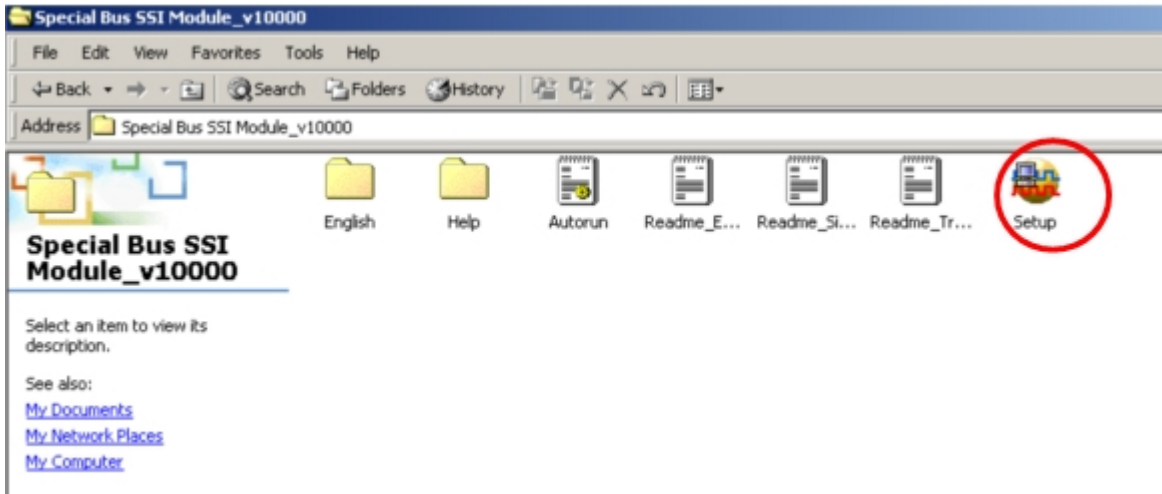 Special Bus SSI Module_v10000
File Edit View Favorites Tools Help
Back Search Folders History
Address Special Bus SSI Module_v10000
English Help Autorun Readme_E... Readme_Si... Readme_Tr... Setup
Special Bus SSI
Module_v10000
Select an item to view its
description.
See also:
My Documents
My Network Places
My Computer